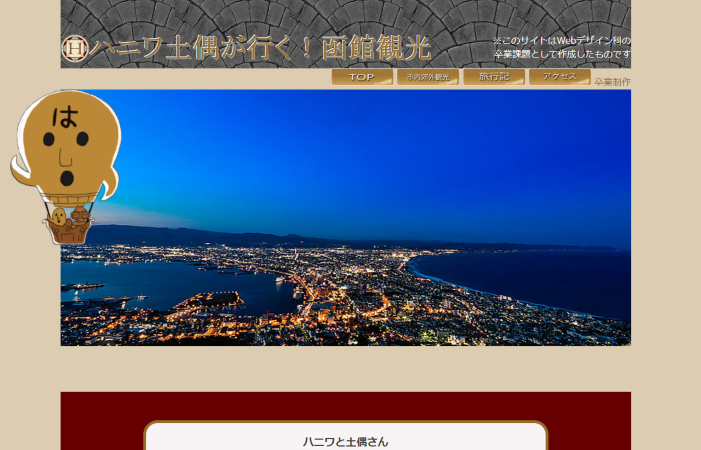 H ハニワ土偶が行く！函館観光
※このサイトはWebデザイン科の
卒業課題として作成したものです
TOP 市内郊外観光 旅行記 アクセス 卒業制作
は
ハニワと土偶さん